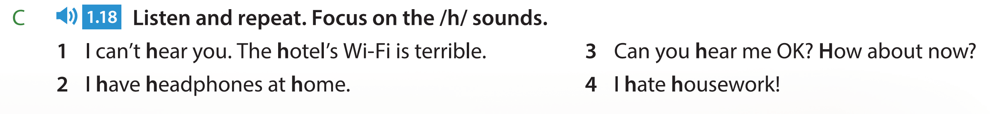 C 1.18 Listen and repeat. Focus on the /h/ sounds.
1 I can't hear you. The hotel's Wi-Fi is terrible.
2 I have headphones at home.
3 Can you hear me OK? How about now?
4 I hate housework!